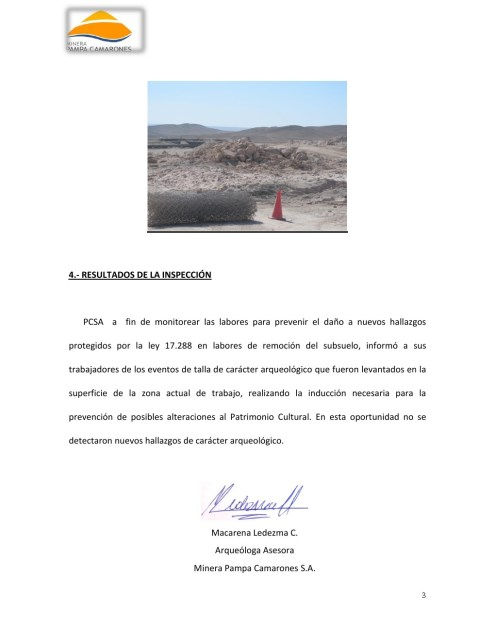 MINERA
PAMPA CAMARONES
4.- RESULTADOS DE LA INSPECCIÓN
PCSA a fin de monitorear las labores para prevenir el daño a nuevos hallazgos
protegidos por la ley 17.288 en labores de remoción del subsuelo, informó a sus
trabajadores de los eventos de talla de carácter arqueológico que fueron levantados en la
superficie de la zona actual de trabajo, realizando la inducción necesaria para la
prevención de posibles alteraciones al Patrimonio Cultural. En esta oportunidad no se
detectaron nuevos hallazgos de carácter arqueológico.
Macarena Ledezma C.
Arqueóloga Asesora
Minera Pampa Camarones S.A.
3